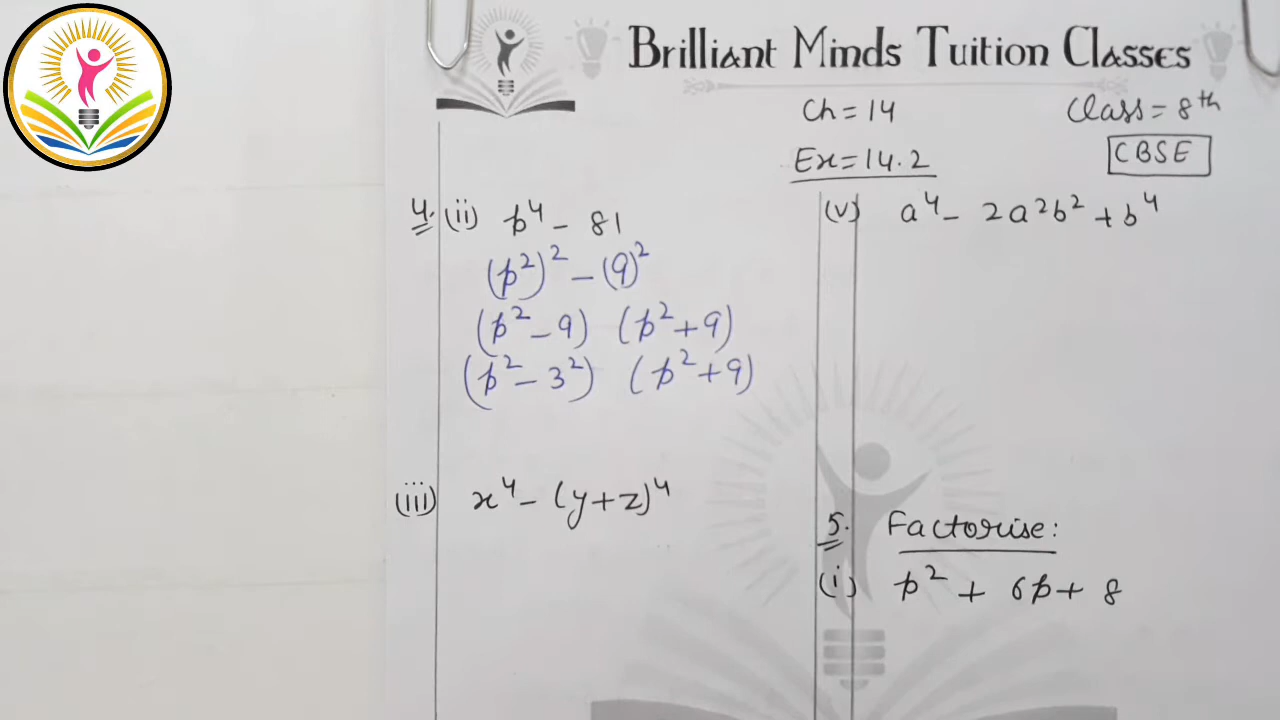 Brilliant Minds Tuition Classes
Ch = 14
Class = 8th
Ex = 14.2
CBSE
4. (ii) p⁴ - 81
(p²)² - (9)²
(p² - 9) (p² + 9)
(p² - 3²) (p² + 9)
(iii) x⁴ - (y+z)⁴
(v) a⁴ - 2a²b² + b⁴
5. Factorise:
(i) p² + 6p + 8